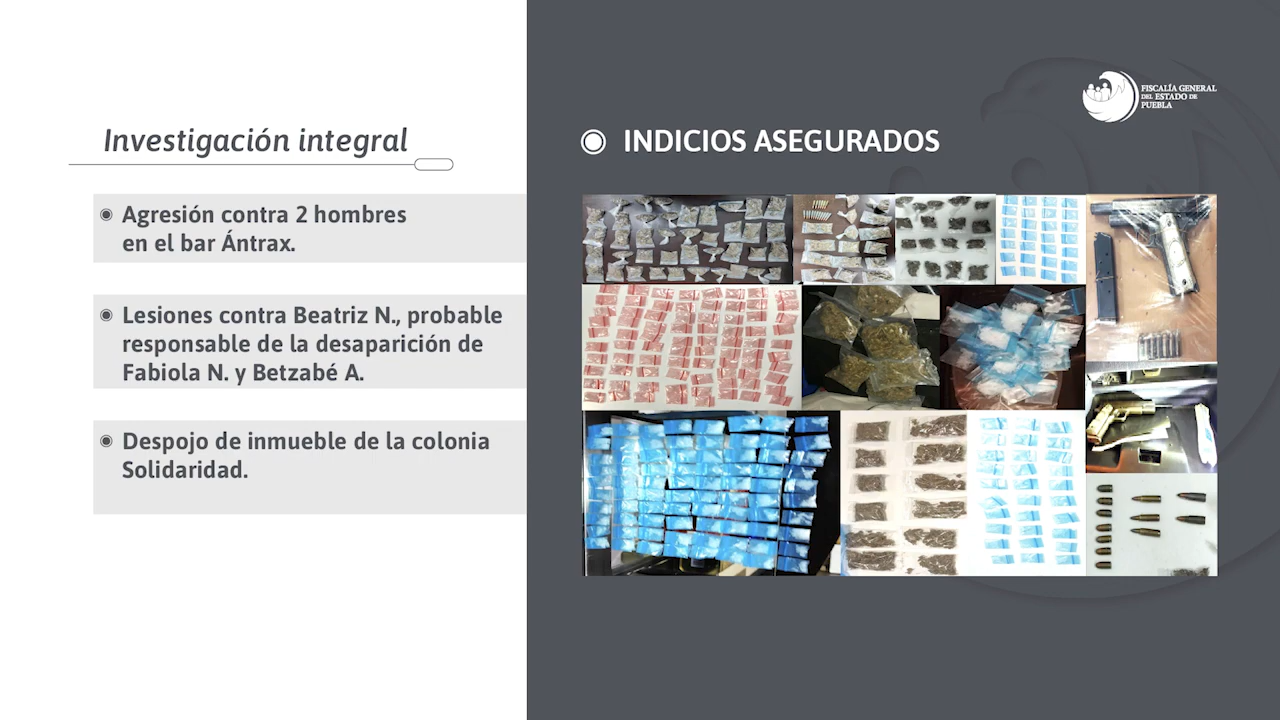 Investigación integral
Agresión contra 2 hombres
en el bar Ántrax.
Lesiones contra Beatriz N., probable
responsable de la desaparición de
Fabiola N. y Betzabé A.
Despojo de inmueble de la colonia
Solidaridad.
FISCALÍA GENERAL
DEL ESTADO DE
PUEBLA
INDICIOS ASEGURADOS